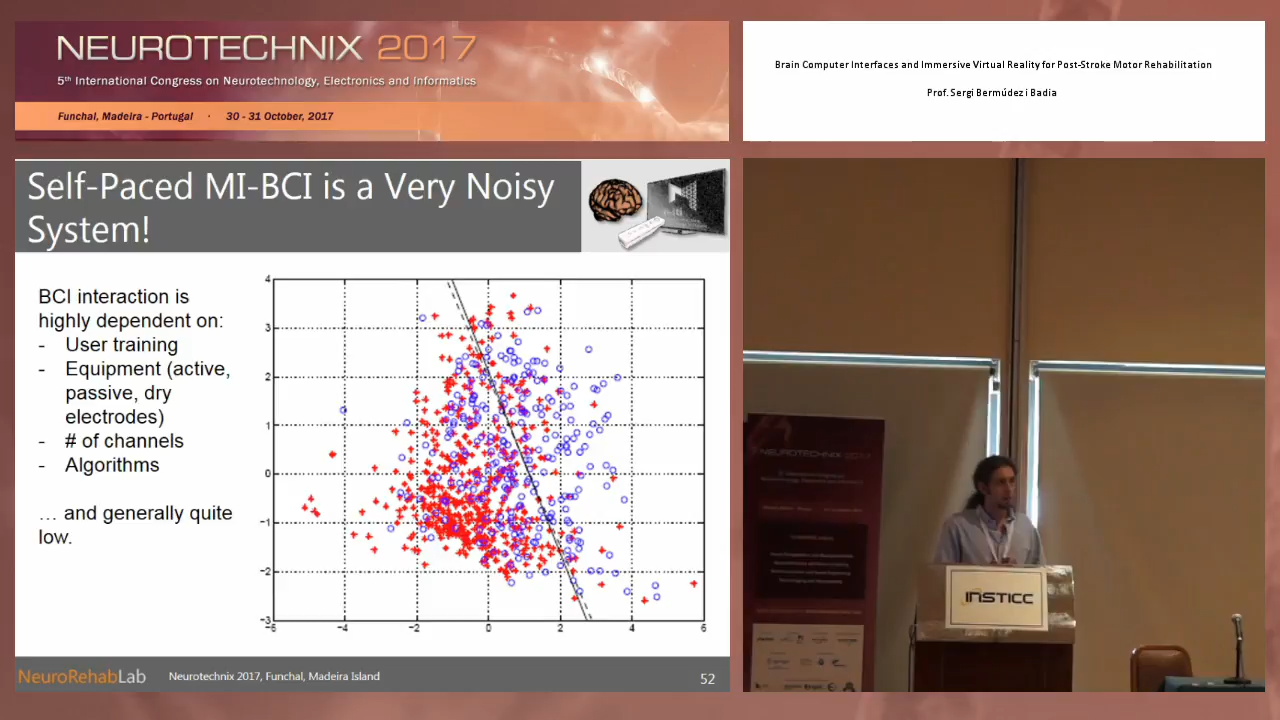 NEUROTECHNIX 2017
5th International Congress on Neurotechnology, Electronics and Informatics
Funchal, Madeira - Portugal · 30 - 31 October, 2017
Brain Computer Interfaces and Immersive Virtual Reality for Post-Stroke Motor Rehabilitation
Prof. Sergi Bermúdez i Badia
Self-Paced MI-BCI is a Very Noisy
System!
BCI interaction is
highly dependent on:
- User training
- Equipment (active,
passive, dry
electrodes)
- # of channels
- Algorithms
… and generally quite
low.
4
3
2
1
0
-1
-2
-3
-6 -4 -2 0 2 4 6
NeuroRehabLab
Neurotechnix 2017, Funchal, Madeira Island
52
NEUROTECHNIX 2017
INSTICC